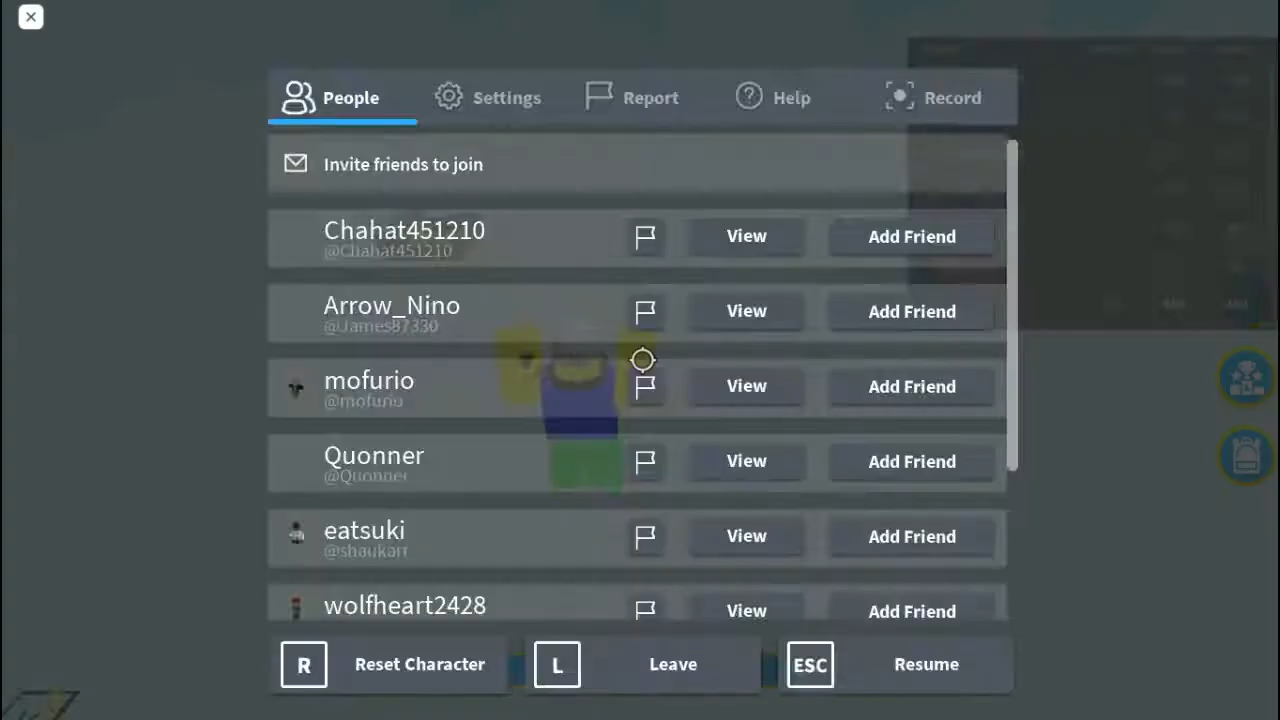 People
Settings
Report
Help
Record
Invite friends to join
Chahat451210
@Chahat451210
View
Add Friend
Arrow_Nino
@James87330
View
Add Friend
mofurio
@mofurio
View
Add Friend
Quonner
@Quonner
View
Add Friend
eatsuki
@shaukarr
View
Add Friend
wolfheart2428
View
Add Friend
R
Reset Character
L
Leave
ESC
Resume